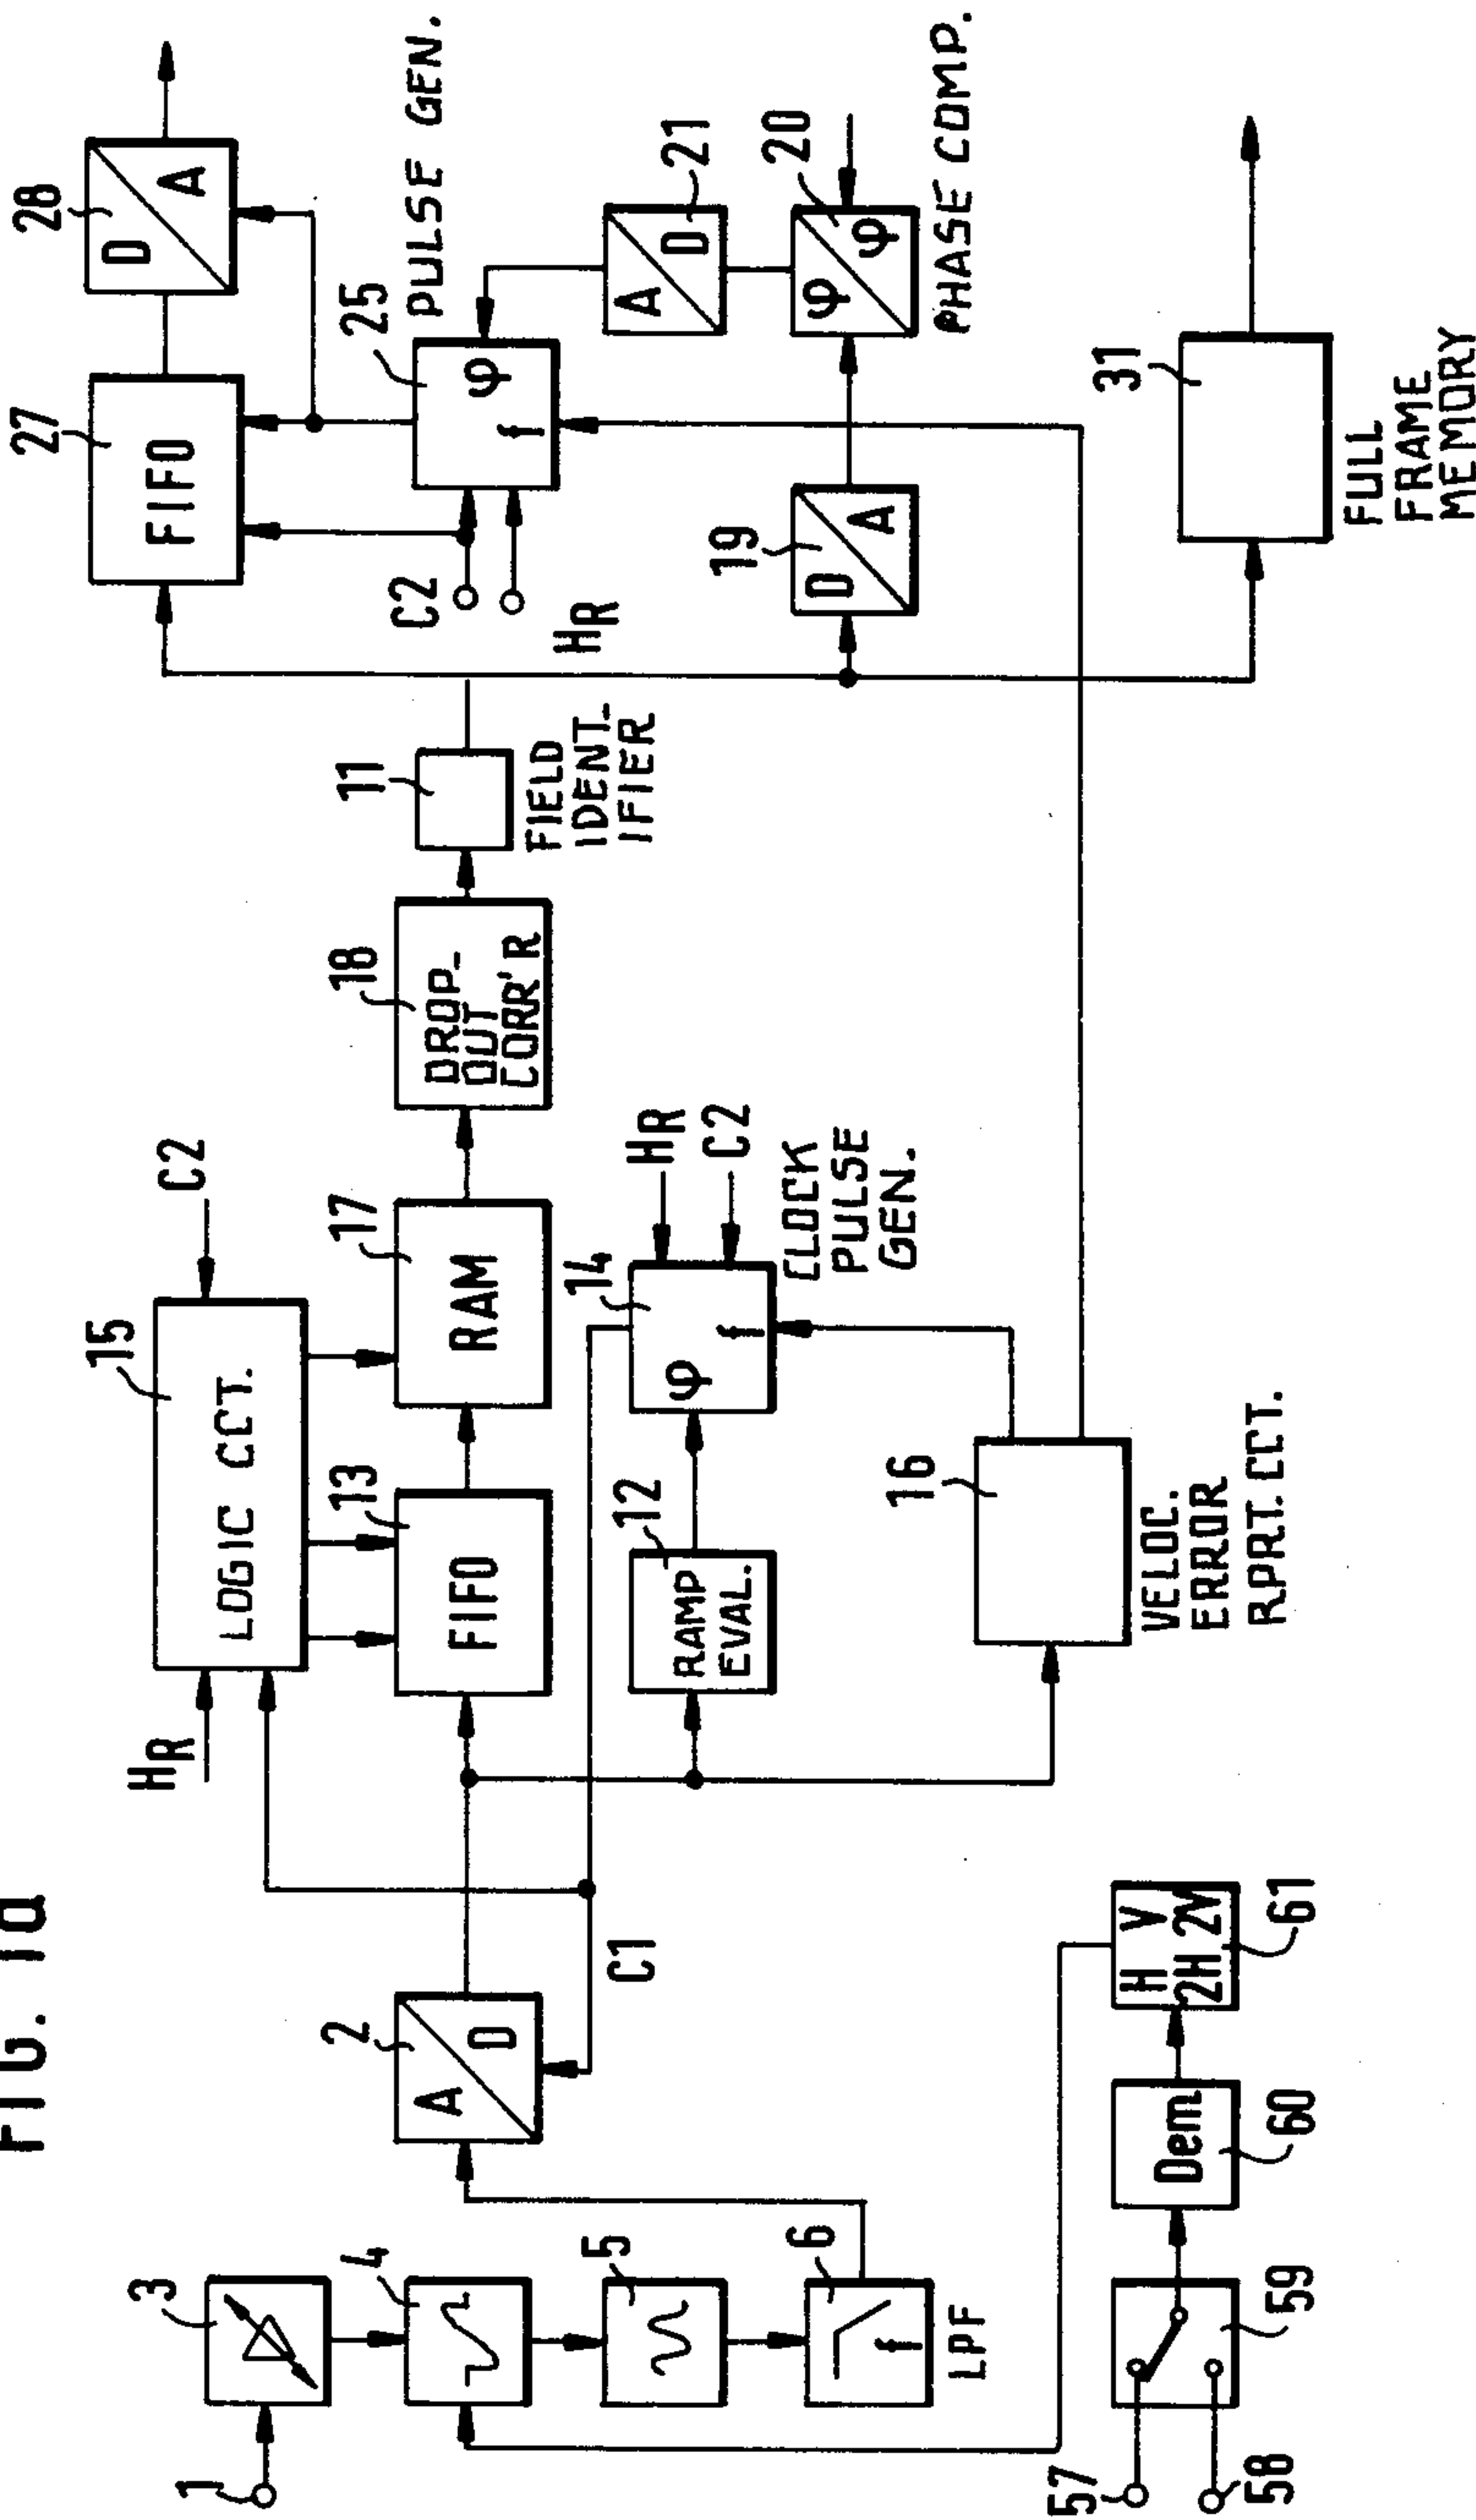 FIG. 1a
1
3
4
5
6
f
LPF
57
58
59
Dem
60
H V
2H 2V
61
2
A
D
C1
HR
15
LOGIC CCT.
C2
13
FIFO
17
RAM
12
RAMP
EVAL.
14
φ
f
HR
C2
CLOCK
PULSE
GEN.
16
VELOC.
ERROR
RPRT. CCT.
18
DROP-
OUT
CORR'R
11
FIELD
IDENT-
IFIER
27
FIFO
28
D
A
C2
HR
25
φ
f
PULSE GEN.
19
D
A
21
A
D
20
φ
φ
PHASE COMP.
31
FULL
FRAME
MEMORY